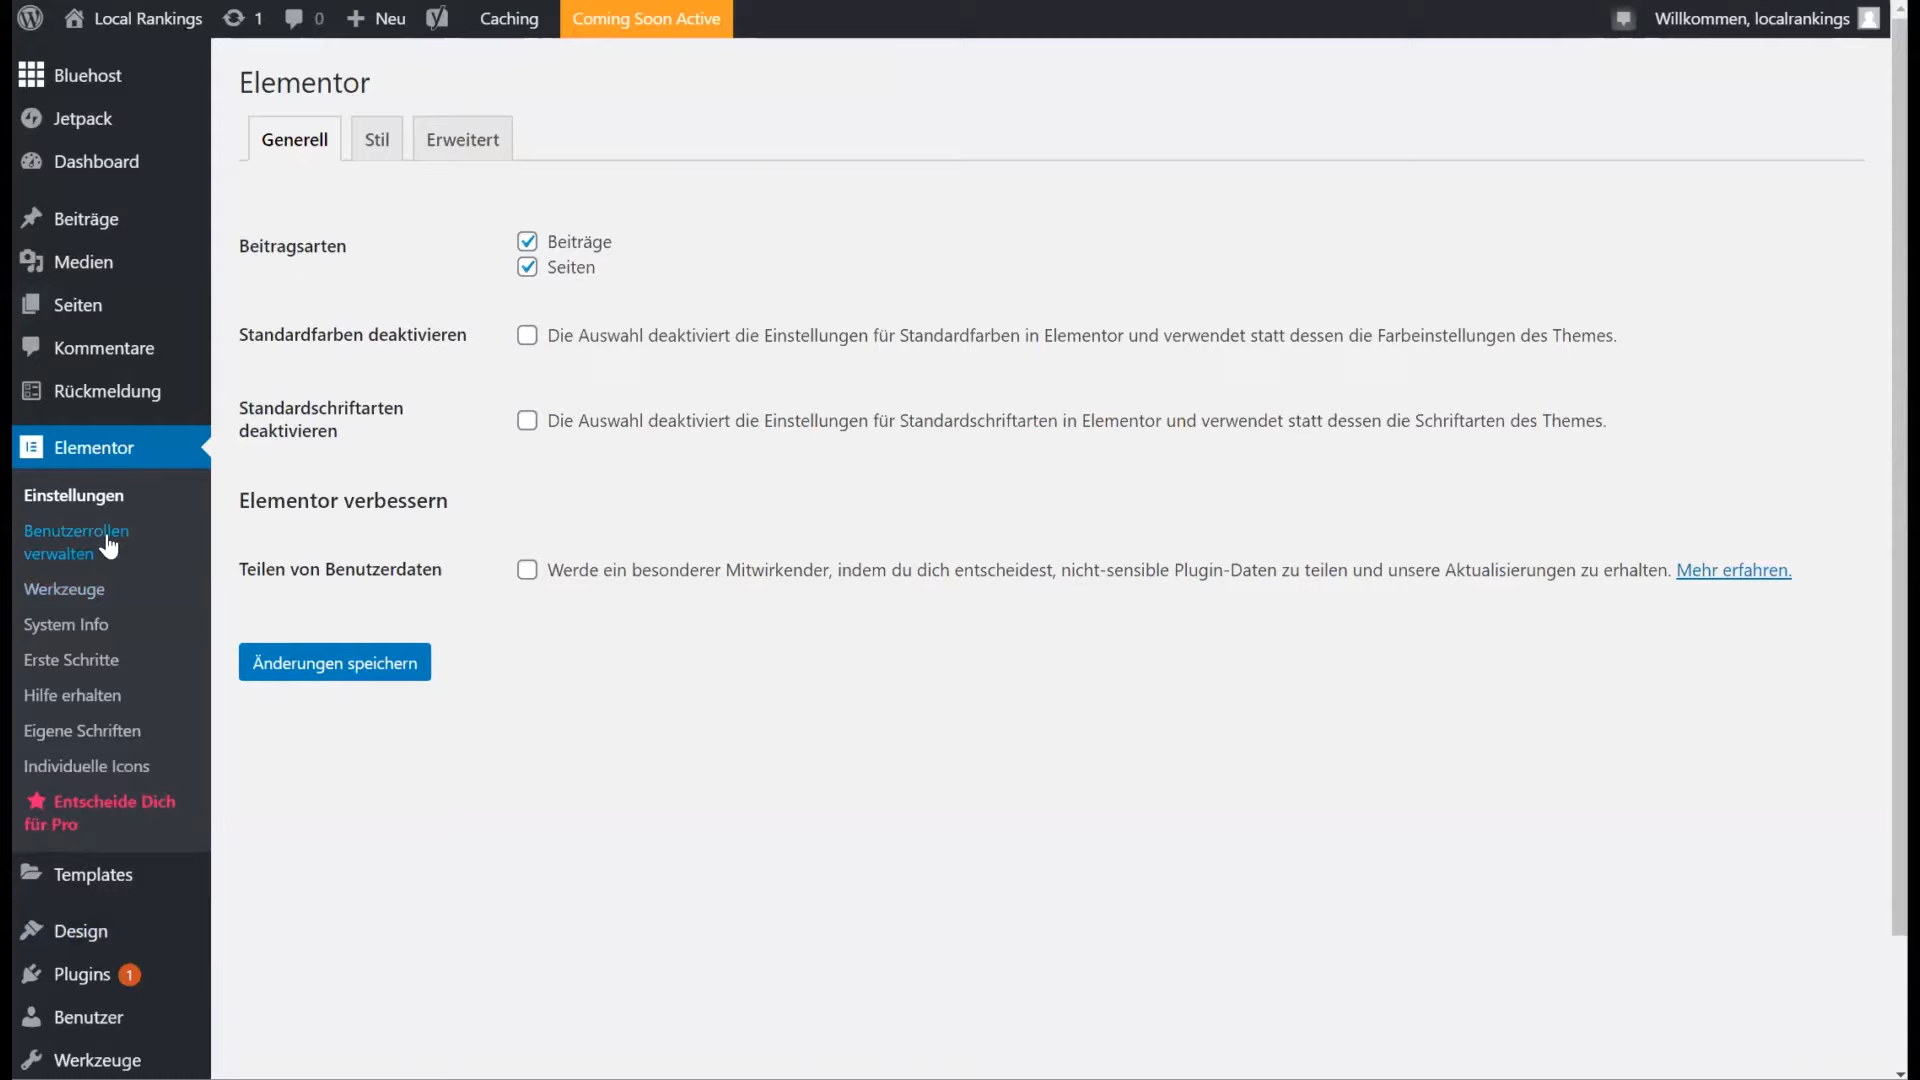 Local Rankings 1 0 Neu Caching Coming Soon Active Willkommen, localrankings
Bluehost
Jetpack
Dashboard
Beiträge
Medien
Seiten
Kommentare
Rückmeldung
Elementor
Einstellungen
Benutzerrollen
verwalten
Werkzeuge
System Info
Erste Schritte
Hilfe erhalten
Eigene Schriften
Individuelle Icons
Entscheide Dich
für Pro
Templates
Design
Plugins 1
Benutzer
Werkzeuge
Elementor
Generell Stil Erweitert
Beitragsarten
Beiträge
Seiten
Standardfarben deaktivieren
Die Auswahl deaktiviert die Einstellungen für Standardfarben in Elementor und verwendet statt dessen die Farbeinstellungen des Themes.
Standardschriftarten
deaktivieren
Die Auswahl deaktiviert die Einstellungen für Standardschriftarten in Elementor und verwendet statt dessen die Schriftarten des Themes.
Elementor verbessern
Teilen von Benutzerdaten
Werde ein besonderer Mitwirkender, indem du dich entscheidest, nicht-sensible Plugin-Daten zu teilen und unsere Aktualisierungen zu erhalten. Mehr erfahren.
Änderungen speichern